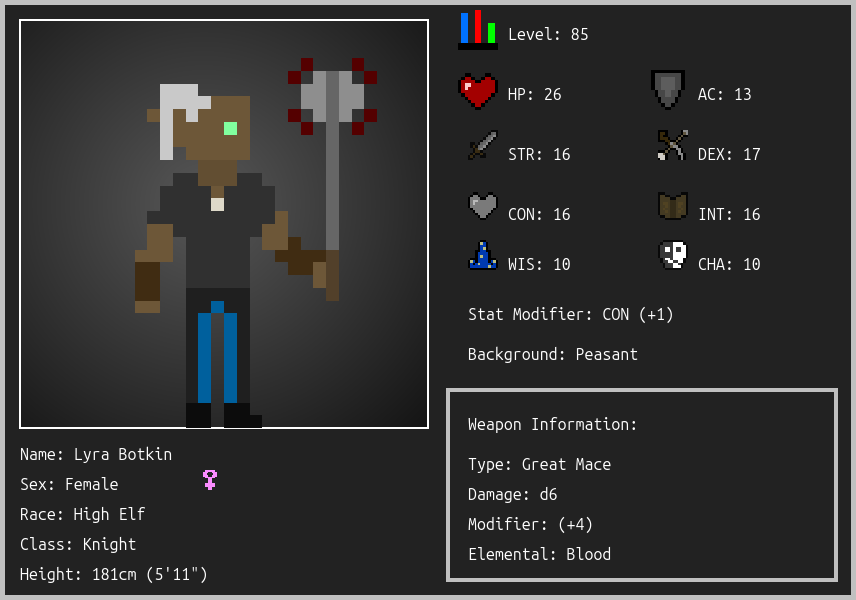 Level: 85
HP: 26
AC: 13
STR: 16
DEX: 17
CON: 16
INT: 16
WIS: 10
CHA: 10
Stat Modifier: CON (+1)
Background: Peasant
Weapon Information:
Type: Great Mace
Damage: d6
Modifier: (+4)
Elemental: Blood
Name: Lyra Botkin
Sex: Female
Race: High Elf
Class: Knight
Height: 181cm (5'11")